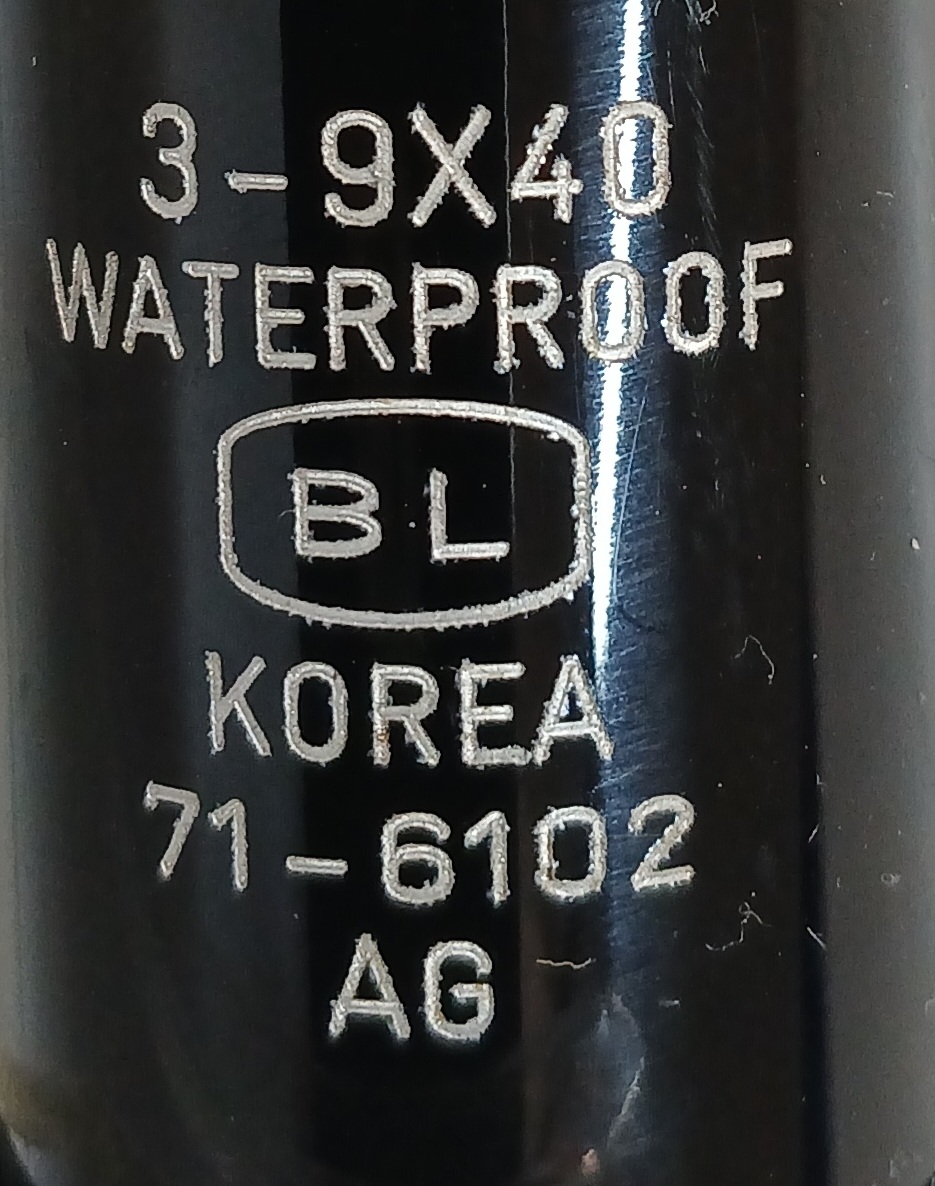 3-9X40
WATERPROOF
BL
KOREA
71-6102
AG